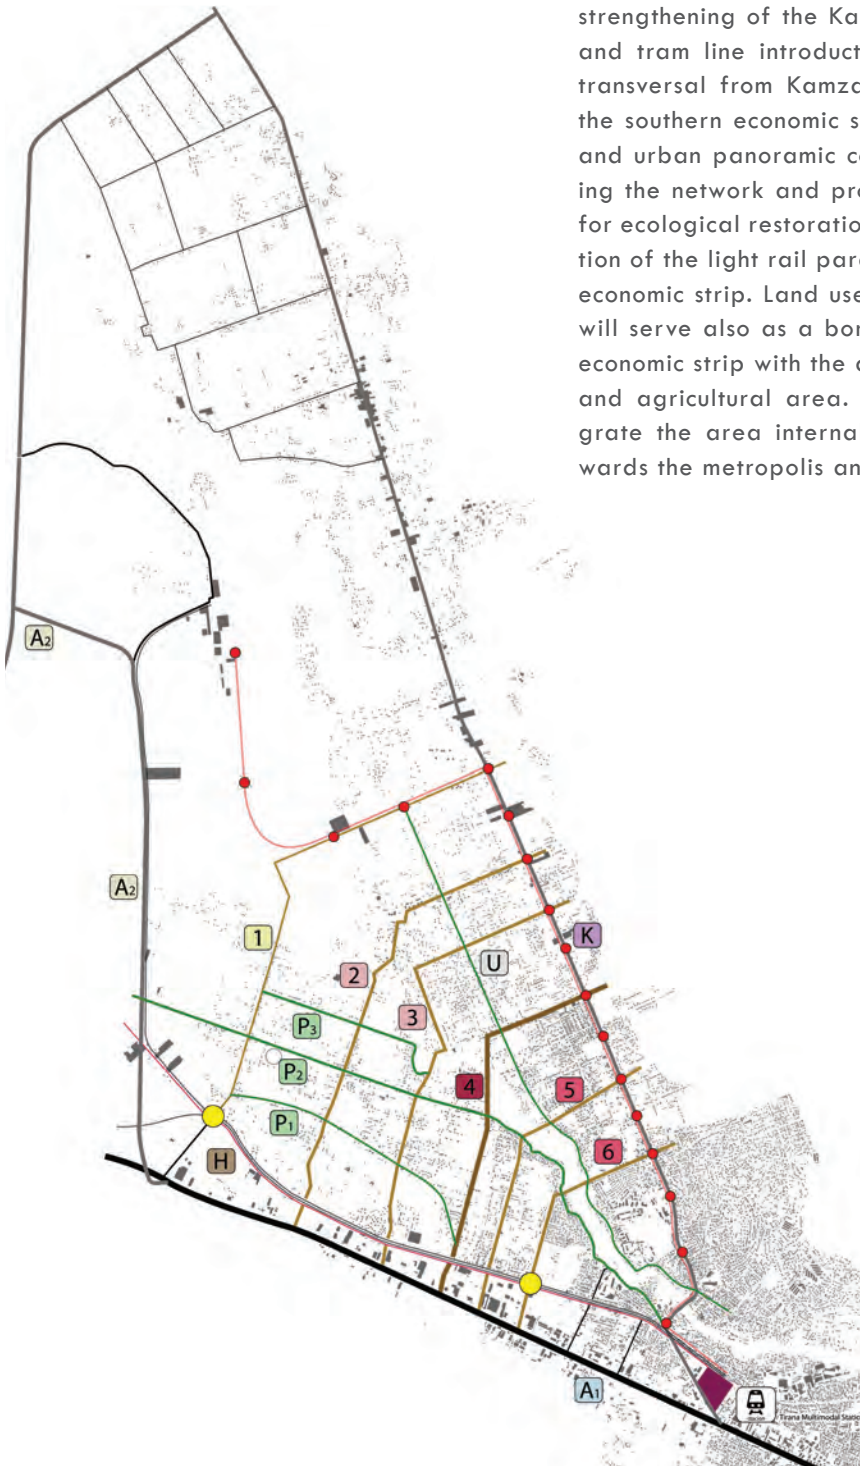 strengthening of the Ka
and tram line introduct
transversal from Kamza
the southern economic s
and urban panoramic c
ing the network and pro
for ecological restoratio
tion of the light rail par
economic strip. Land use
will serve also as a bor
economic strip with the
and agricultural area.
grate the area interna
wards the metropolis an
A2
A2
1
2
K
U
3
P3
P2
4
5
P1
6
H
A1
Tirana Multimodal Static